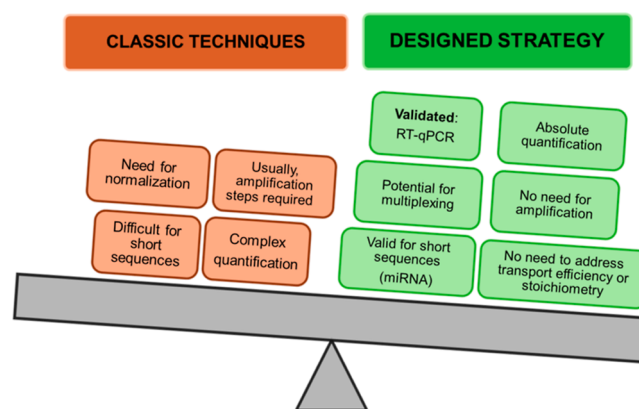 CLASSIC TECHNIQUES
DESIGNED STRATEGY
Need for
normalization
Usually,
amplification
steps required
Difficult for
short
sequences
Complex
quantification
Validated:
RT-qPCR
Absolute
quantification
Potential for
multiplexing
No need for
amplification
Valid for short
sequences
(miRNA)
No need to address
transport efficiency or
stoichiometry